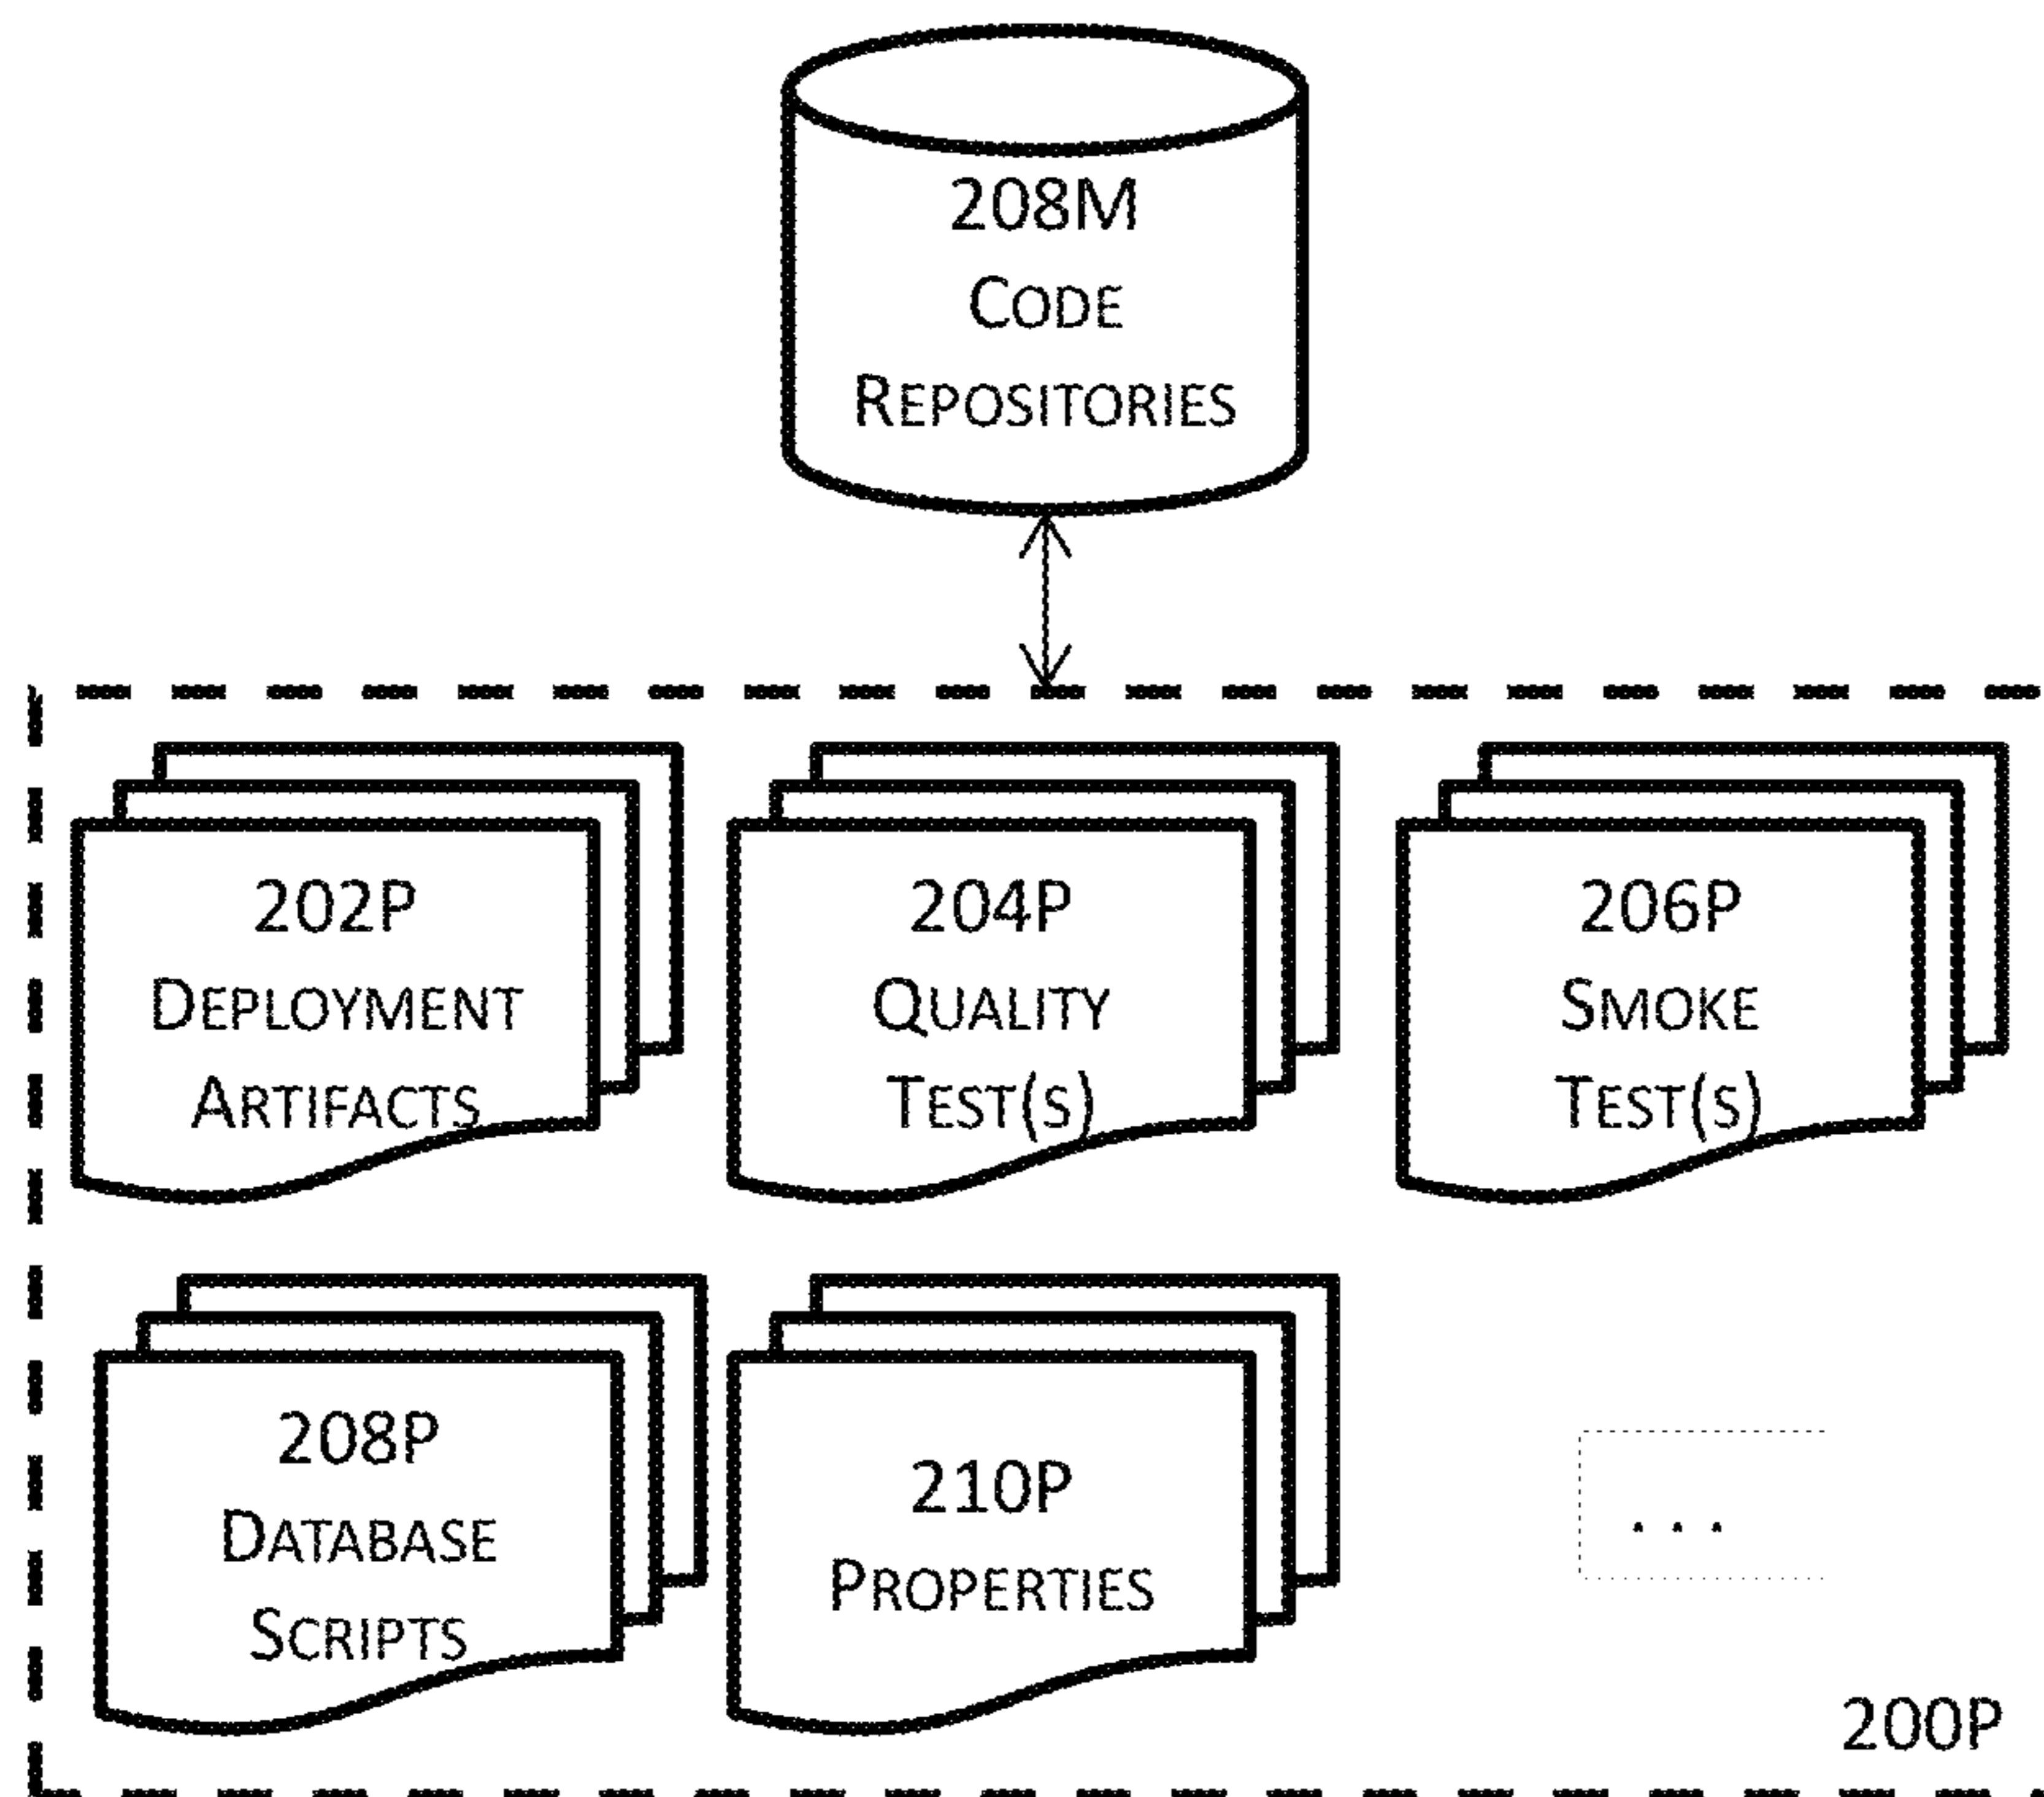 208M
CODE
REPOSITORIES
202P
DEPLOYMENT
ARTIFACTS
204P
QUALITY
TEST(S)
206P
SMOKE
TEST(S)
208P
DATABASE
SCRIPTS
210P
PROPERTIES
...
200P